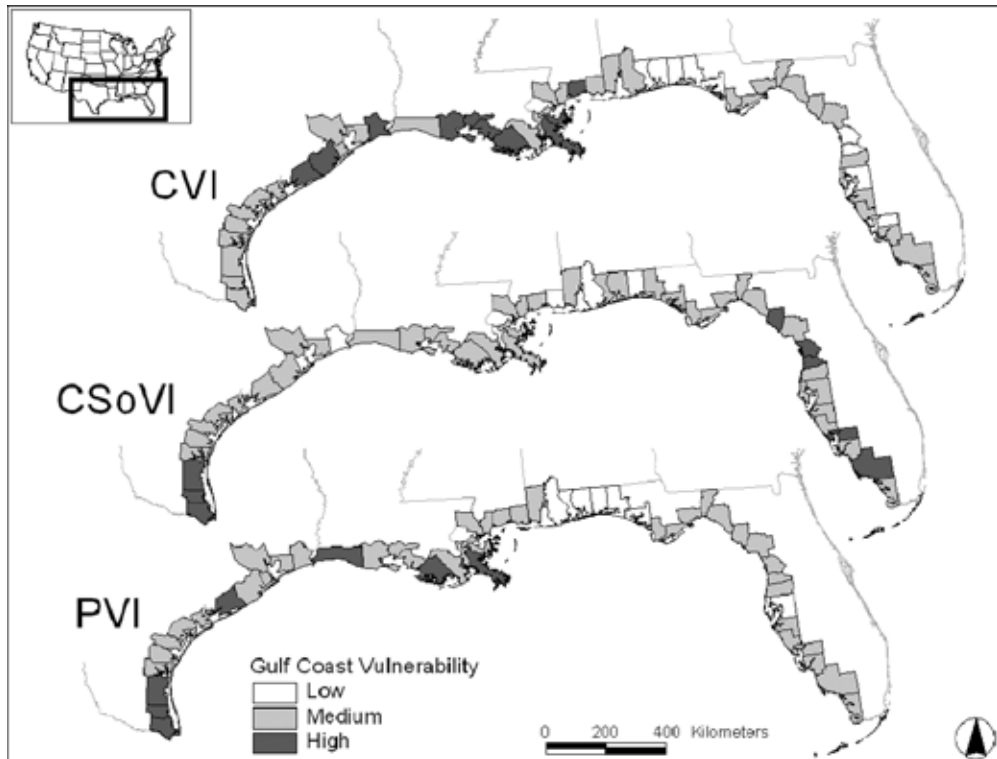 CVI
CSoVI
PVI
Gulf Coast Vulnerability
Low
Medium
High
0 200 400 Kilometers